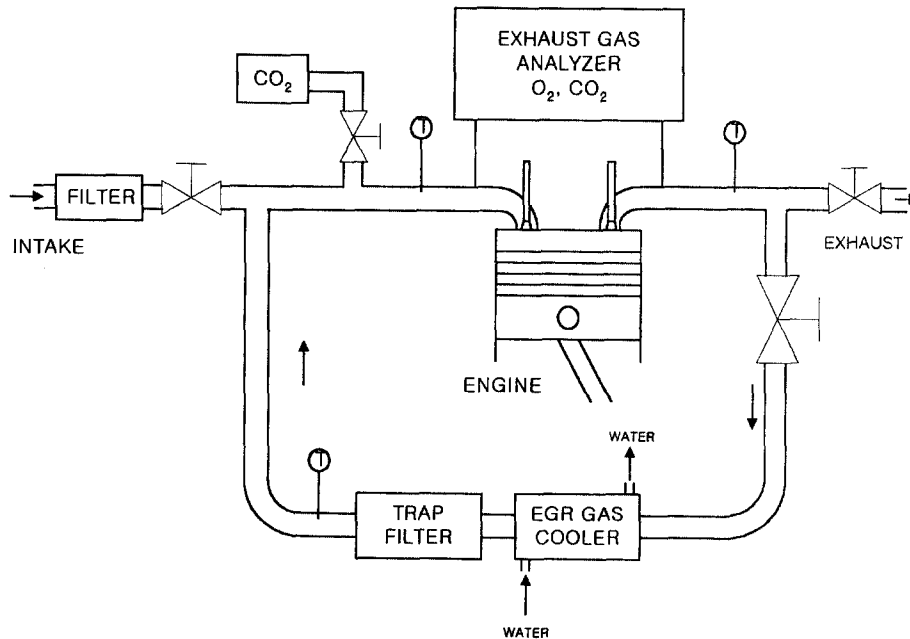 EXHAUST GAS
ANALYZER
O₂, CO₂
CO₂
T
T
FILTER
INTAKE
EXHAUST
ENGINE
WATER
T
TRAP
FILTER
EGR GAS
COOLER
WATER